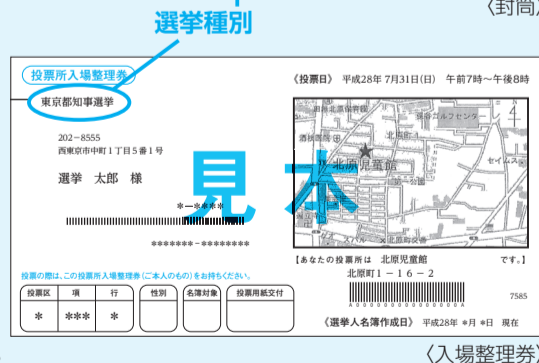 〈封筒〉
選挙種別
投票所入場整理券
東京都知事選挙
202-8555
西東京市中町1丁目5番1号
選挙 太郎 様
*-****
*******-********
投票の際は、この投票所入場整理券(ご本人のもの)をお持ちください。
投票区 項 行 性別 名簿対象 投票用紙交付
* *** *
《投票日》 平成28年 7月31日(日) 午前7時~午後8時
北原町
セイムス
北原児童館
見本
【あなたの投票所は 北原児童館 です。】
北原町1-16-2
7585
《選挙人名簿作成日》 平成28年 *月 *日 現在
〈入場整理券〉